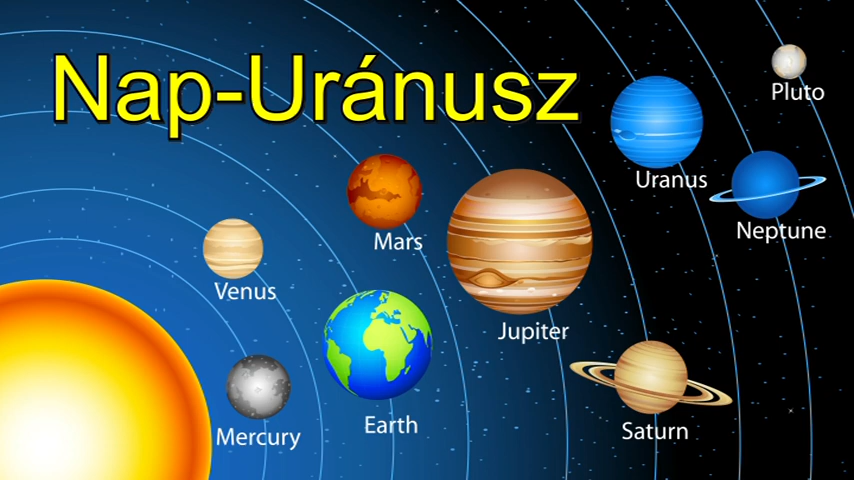 Nap-Uránusz
Pluto
Uranus
Neptune
Mars
Venus
Jupiter
Earth
Saturn
Mercury